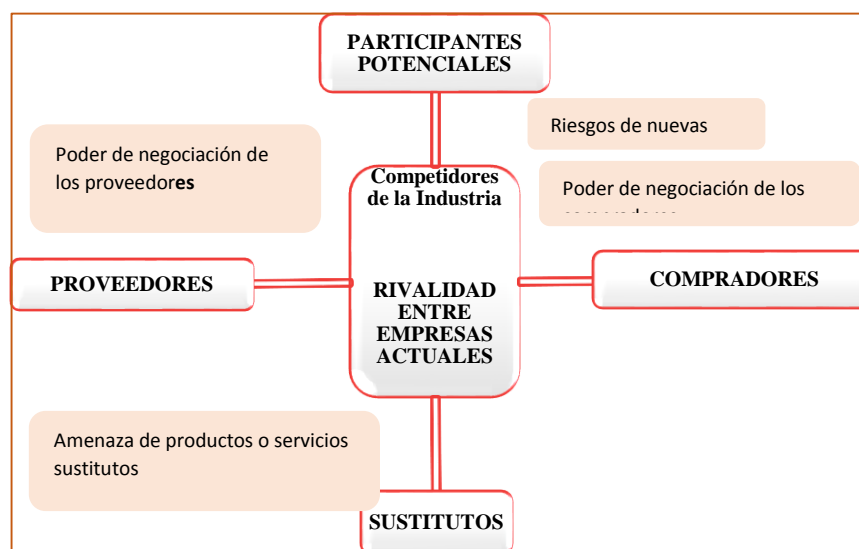 PARTICIPANTES
POTENCIALES
Riesgos de nuevas
Poder de negociación de
los proveedores
Competidores
de la Industria
Poder de negociación de los
PROVEEDORES
RIVALIDAD
ENTRE
EMPRESAS
ACTUALES
COMPRADORES
Amenaza de productos o servicios
sustitutos
SUSTITUTOS